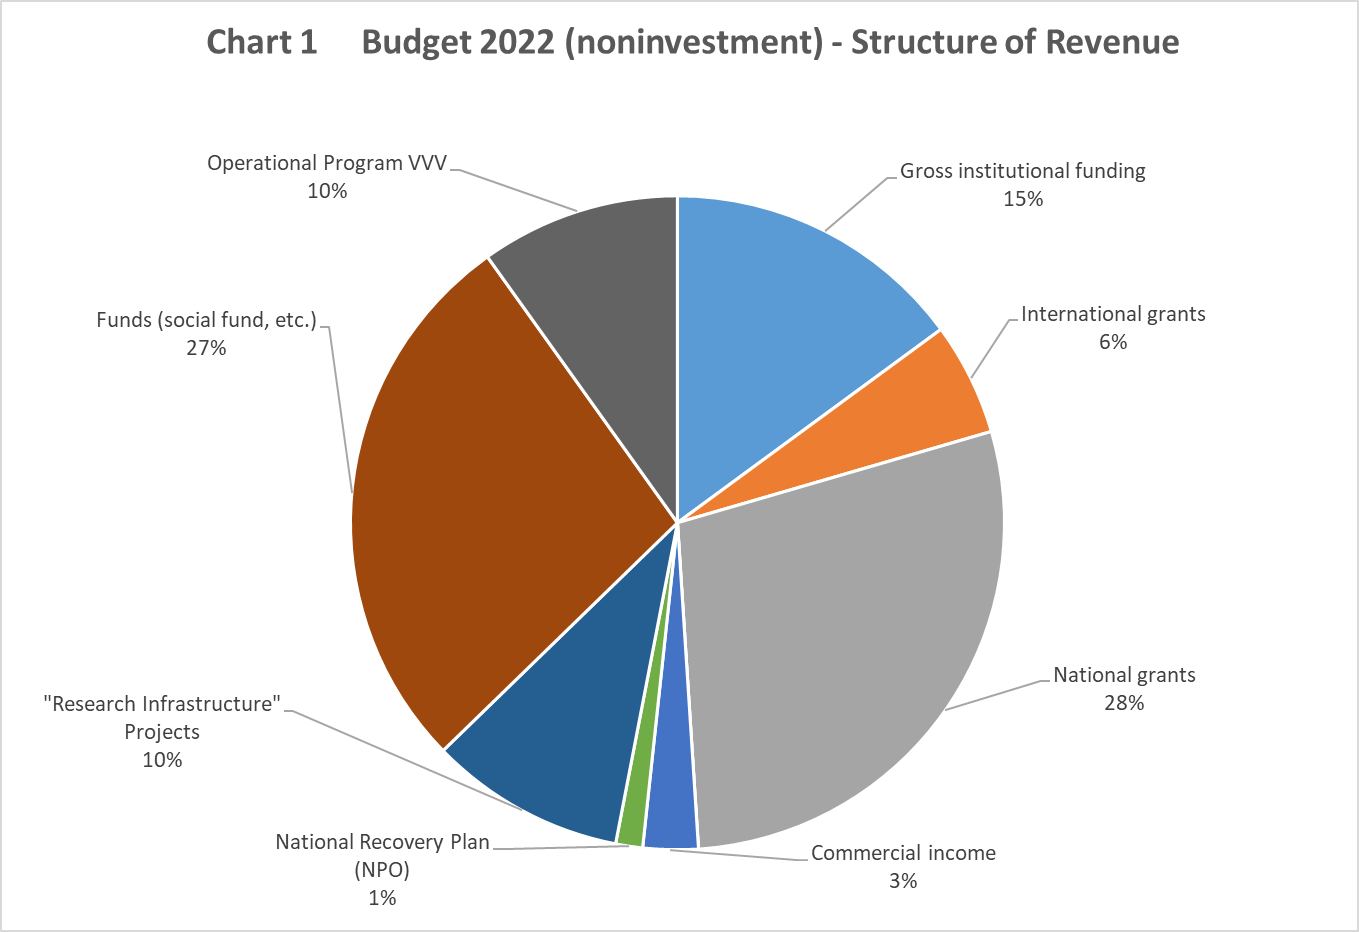 Chart 1 Budget 2022 (noninvestment) - Structure of Revenue
Operational Program VVV
10%
Gross institutional funding
15%
Funds (social fund, etc.)
27%
International grants
6%
National grants
28%
"Research Infrastructure"
Projects
10%
National Recovery Plan
(NPO)
1%
Commercial income
3%